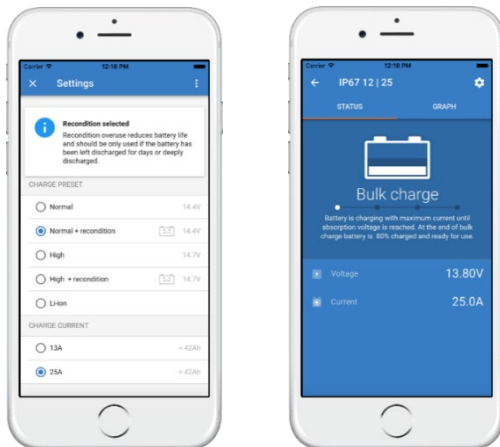 Carrier 12:18 PM
Settings
Recondition selected
Recondition overuse reduces battery life
and should be only used if the battery has
been left discharged for days or deeply
discharged.
CHARGE PRESET
Normal 14.4V
Normal + recondition 14.4V
High 14.7V
High + recondition 14.7V
Li-ion
CHARGE CURRENT
13A < 42Ah
25A > 42Ah
Carrier 12:18 PM
IP67 12 | 25
STATUS GRAPH
Bulk charge
Battery is charging with maximum current until
absorption voltage is reached. At the end of bulk
charge battery is 80% charged and ready for use.
Voltage 13.80V
Current 25.0A